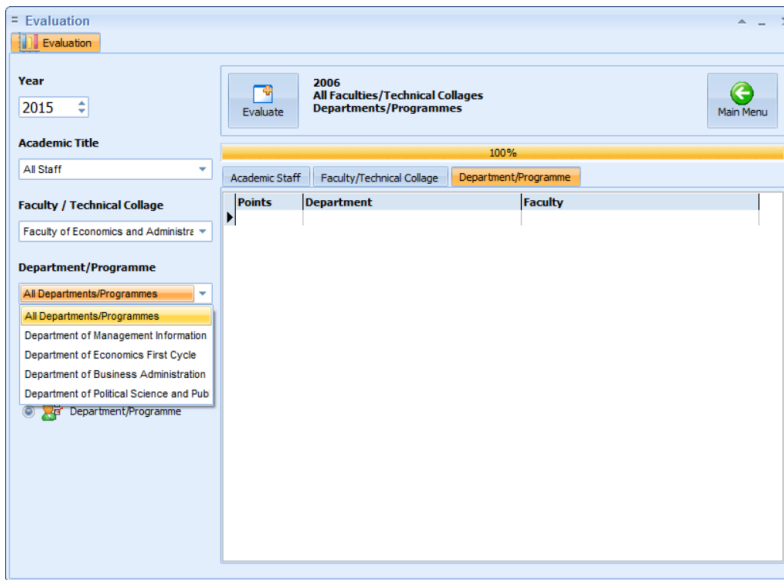 Evaluation
Evaluation
Year
2015
Academic Title
All Staff
Faculty / Technical Collage
Faculty of Economics and Administra
Department/Programme
All Departments/Programmes
All Departments/Programmes
Department of Management Information
Department of Economics First Cycle
Department of Business Administration
Department of Political Science and Pub
Department/Programme
Evaluate
2006
All Faculties/Technical Collages
Departments/Programmes
Main Menu
100%
Academic Staff Faculty/Technical Collage Department/Programme
Points Department Faculty